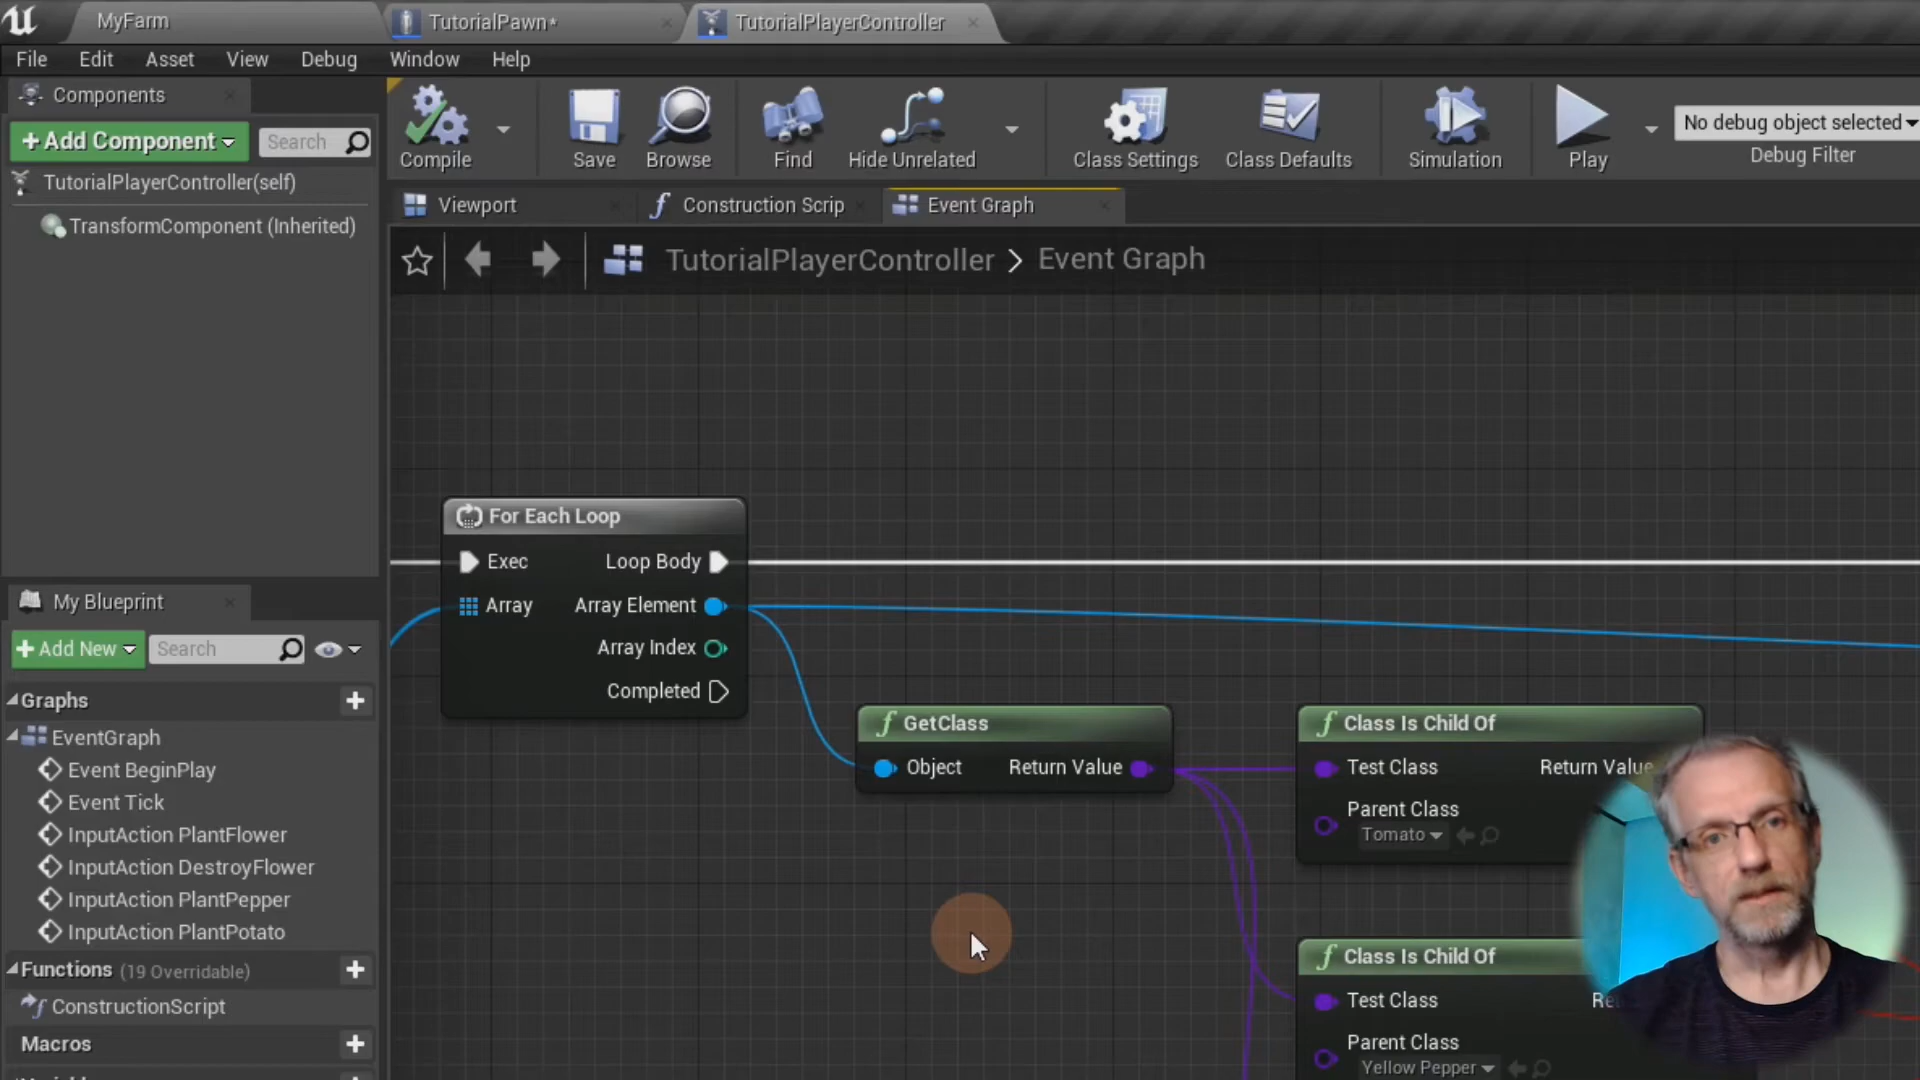 MyFarm
TutorialPawn*
TutorialPlayerController
File Edit Asset View Debug Window Help
Components
+ Add Component
Search
TutorialPlayerController(self)
TransformComponent (Inherited)
Compile
Save
Browse
Find
Hide Unrelated
Class Settings
Class Defaults
Simulation
Play
No debug object selected
Debug Filter
Viewport
Construction Scrip
Event Graph
TutorialPlayerController > Event Graph
For Each Loop
Exec Loop Body
Array Array Element
Array Index
Completed
GetClass
Object Return Value
Class Is Child Of
Test Class Return Value
Parent Class
Tomato
Class Is Child Of
Test Class
Parent Class
Yellow Pepper
My Blueprint
+ Add New
Search
Graphs
EventGraph
Event BeginPlay
Event Tick
InputAction PlantFlower
InputAction DestroyFlower
InputAction PlantPepper
InputAction PlantPotato
Functions (19 Overridable)
ConstructionScript
Macros